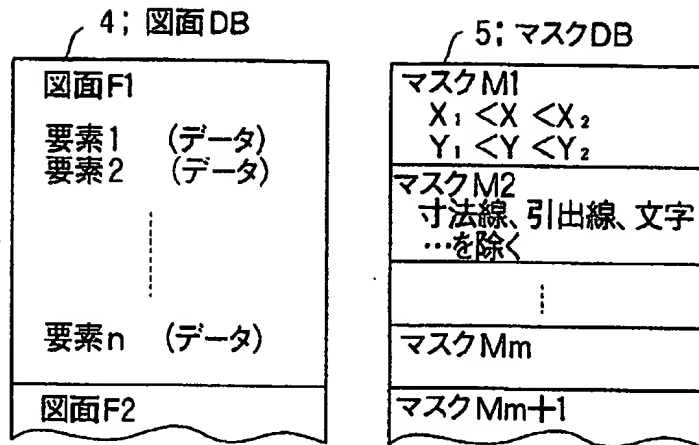 4; 図面DB
図面F1
要素1 (データ)
要素2 (データ)
要素n (データ)
図面F2
5; マスクDB
マスクM1
X₁ <X <X₂
Y₁ <Y <Y₂
マスクM2
寸法線、引出線、文字
…を除く
マスクMm
マスクMm+1